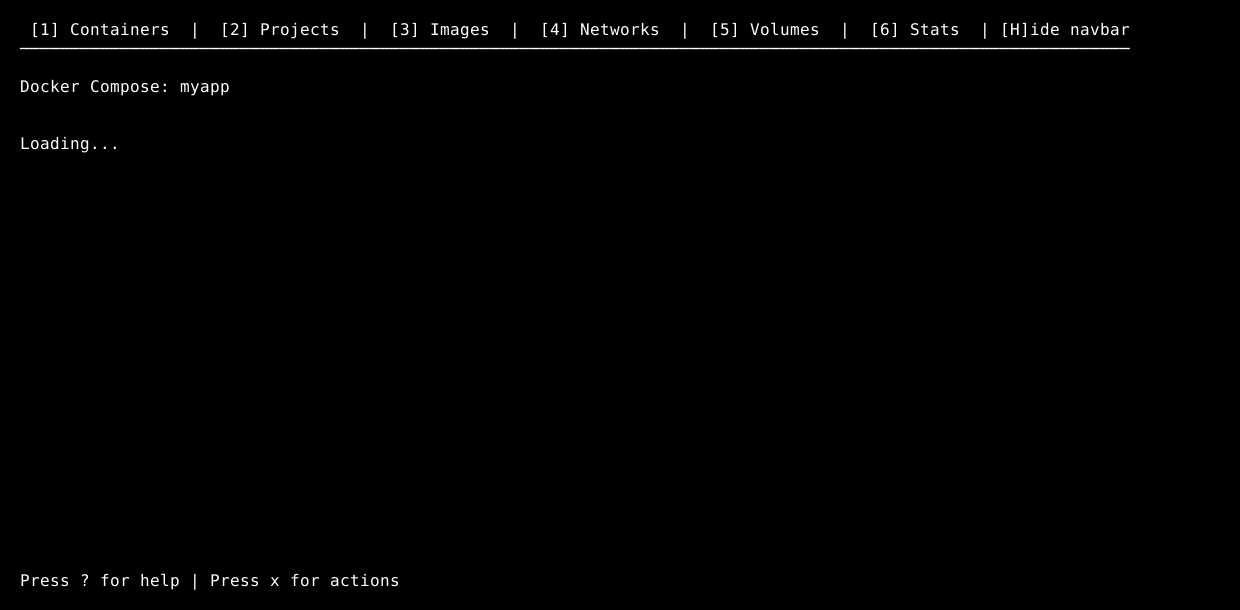 [1] Containers | [2] Projects | [3] Images | [4] Networks | [5] Volumes | [6] Stats | [H]ide navbar
Docker Compose: myapp
Loading...
Press ? for help | Press x for actions